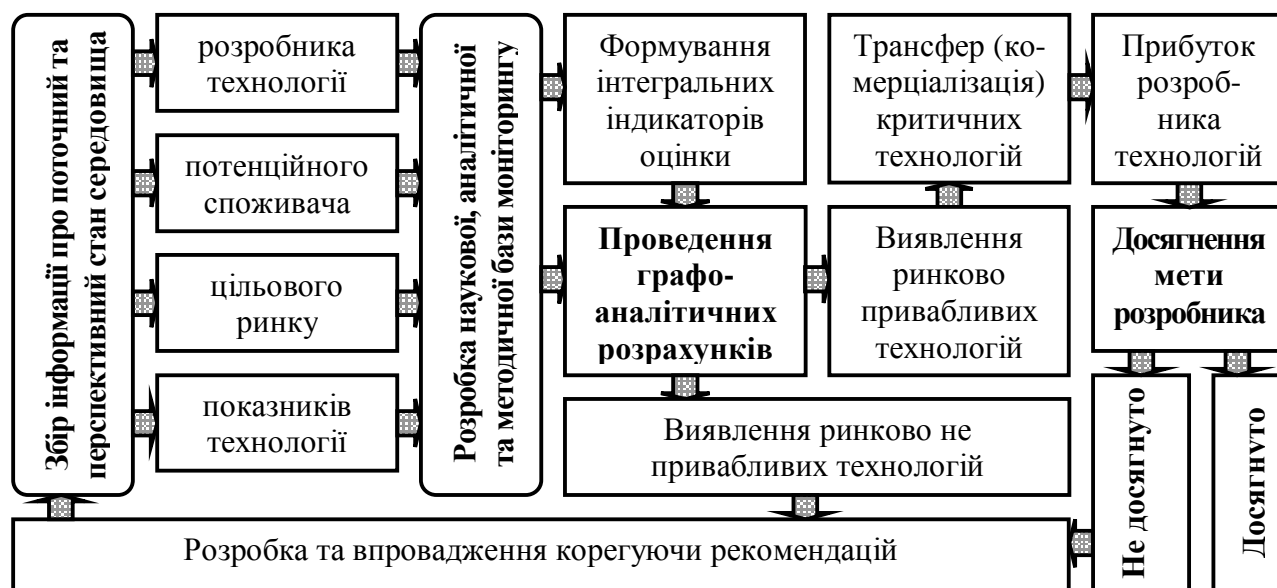 Збір інформації про поточний та
перспективний стан середовища
розробника
технології
потенційного
споживача
цільового
ринку
показників
технології
Розробка наукової, аналітичної
та методичної бази моніторингу
Формування
інтегральних
індикаторів
оцінки
Проведення
графо-
аналітичних
розрахунків
Виявлення ринково не
привабливих технологій
Трансфер (ко-
мерціалізація)
критичних
технологій
Виявлення
ринково
привабливих
технологій
Прибуток
розроб-
ника
технологій
Досягнення
мети
розробника
Не досягнуто
Досягнуто
Розробка та впровадження корегуючи рекомендацій